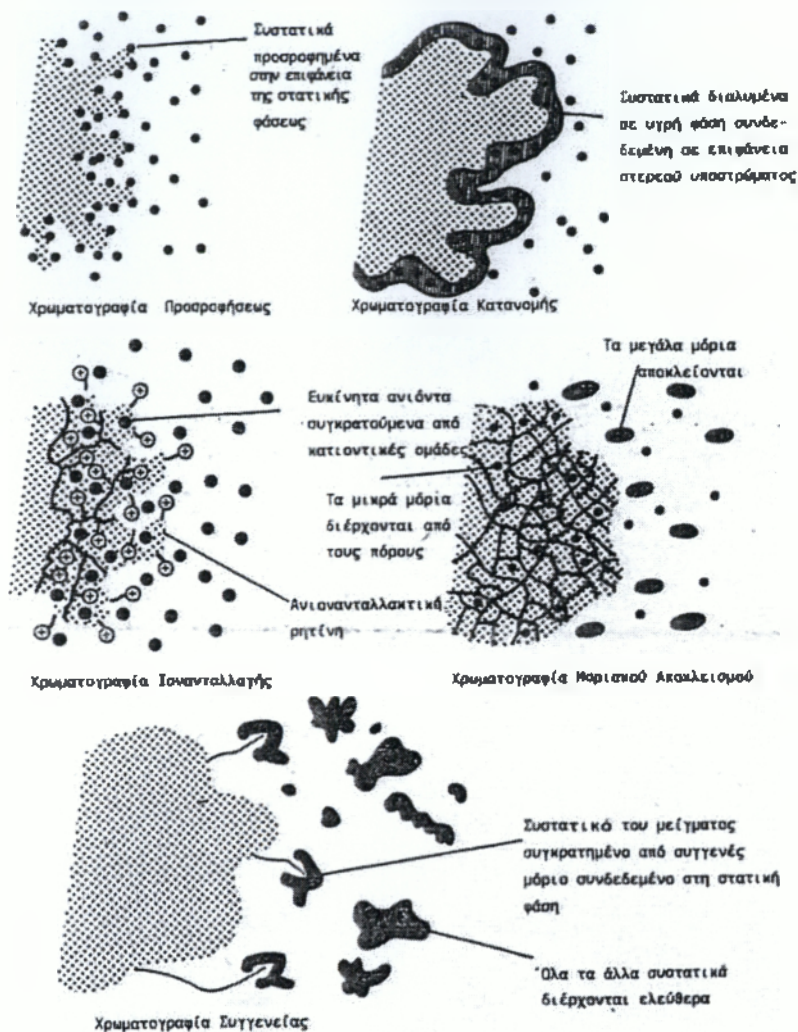 Συστατικά
προσροφημένα
στην επιφάνεια
της στατικής
φάσεως
Συστατικά διαλυμένα
σε υγρή φάση συνδε-
δεμένη σε επιφάνεια
στερεού υποστρώματος
Χρωματογραφία Προσροφήσεως
Χρωματογραφία Κατανομής
Ευκίνητα ανιόντα
συγκρατούμενα από
κατιοντικές ομάδες
Τα μεγάλα μόρια
αποκλείονται
Τα μικρά μόρια
διέρχονται από
τους πόρους
Ανιονανταλλακτική
ρητίνη
Χρωματογραφία Ιονανταλλαγής
Χρωματογραφία Μοριακού Αποκλεισμού
Συστατικό του μείγματος
συγκρατημένο από συγγενές
μόριο συνδεδεμένο στη στατική
φάση
Όλα τα άλλα συστατικά
διέρχονται ελεύθερα
Χρωματογραφία Συγγενείας